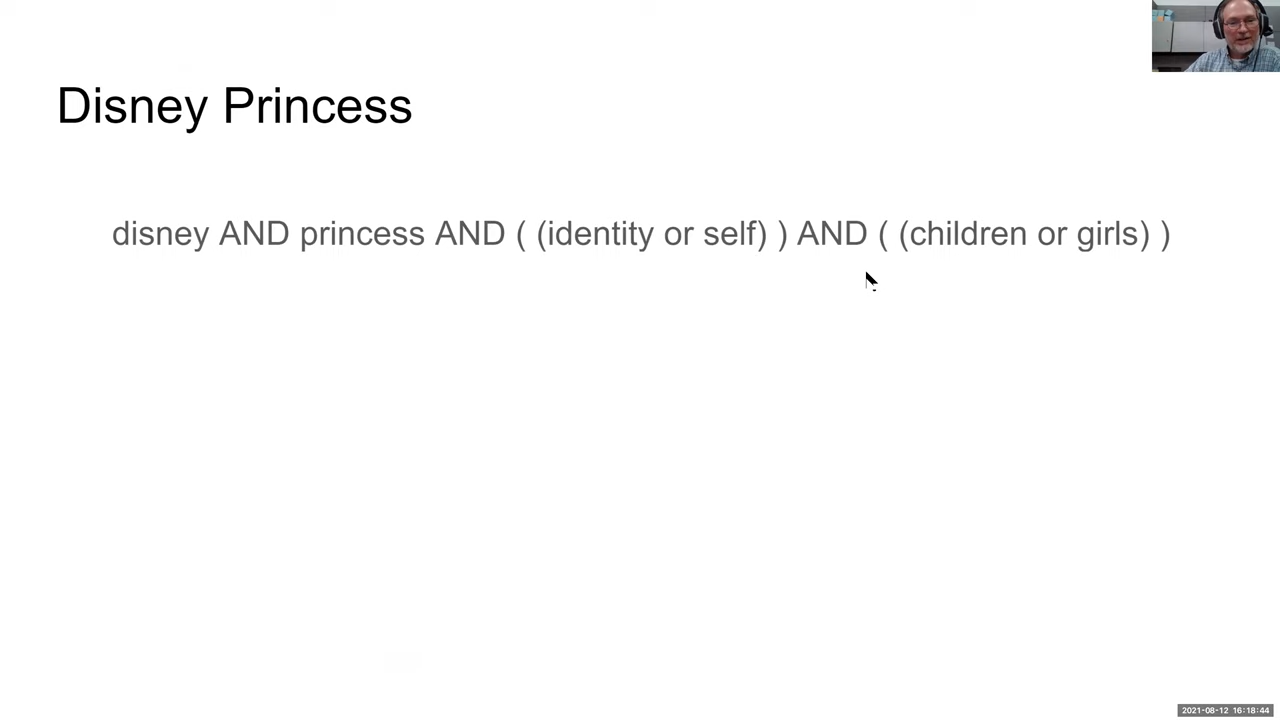 Disney Princess
disney AND princess AND ( (identity or self) ) AND ( (children or girls) )
2021-08-12 16:18:44